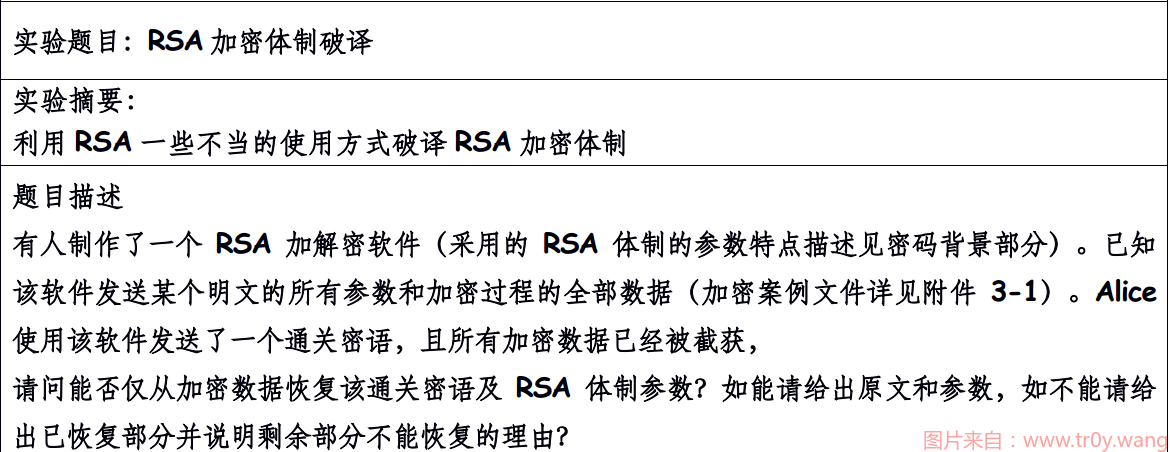 实验题目：RSA 加密体制破译
实验摘要：
利用 RSA 一些不当的使用方式破译 RSA 加密体制
题目描述
有人制作了一个 RSA 加解密软件（采用的 RSA 体制的参数特点描述见密码背景部分）。已知
该软件发送某个明文的所有参数和加密过程的全部数据（加密案例文件详见附件 3-1）。Alice
使用该软件发送了一个通关密语，且所有加密数据已经被截获，
请问能否仅从加密数据恢复该通关密语及 RSA 体制参数？如能请给出原文和参数，如不能请给
出已恢复部分并说明剩余部分不能恢复的理由？
图片来自：www.tr0y.wang